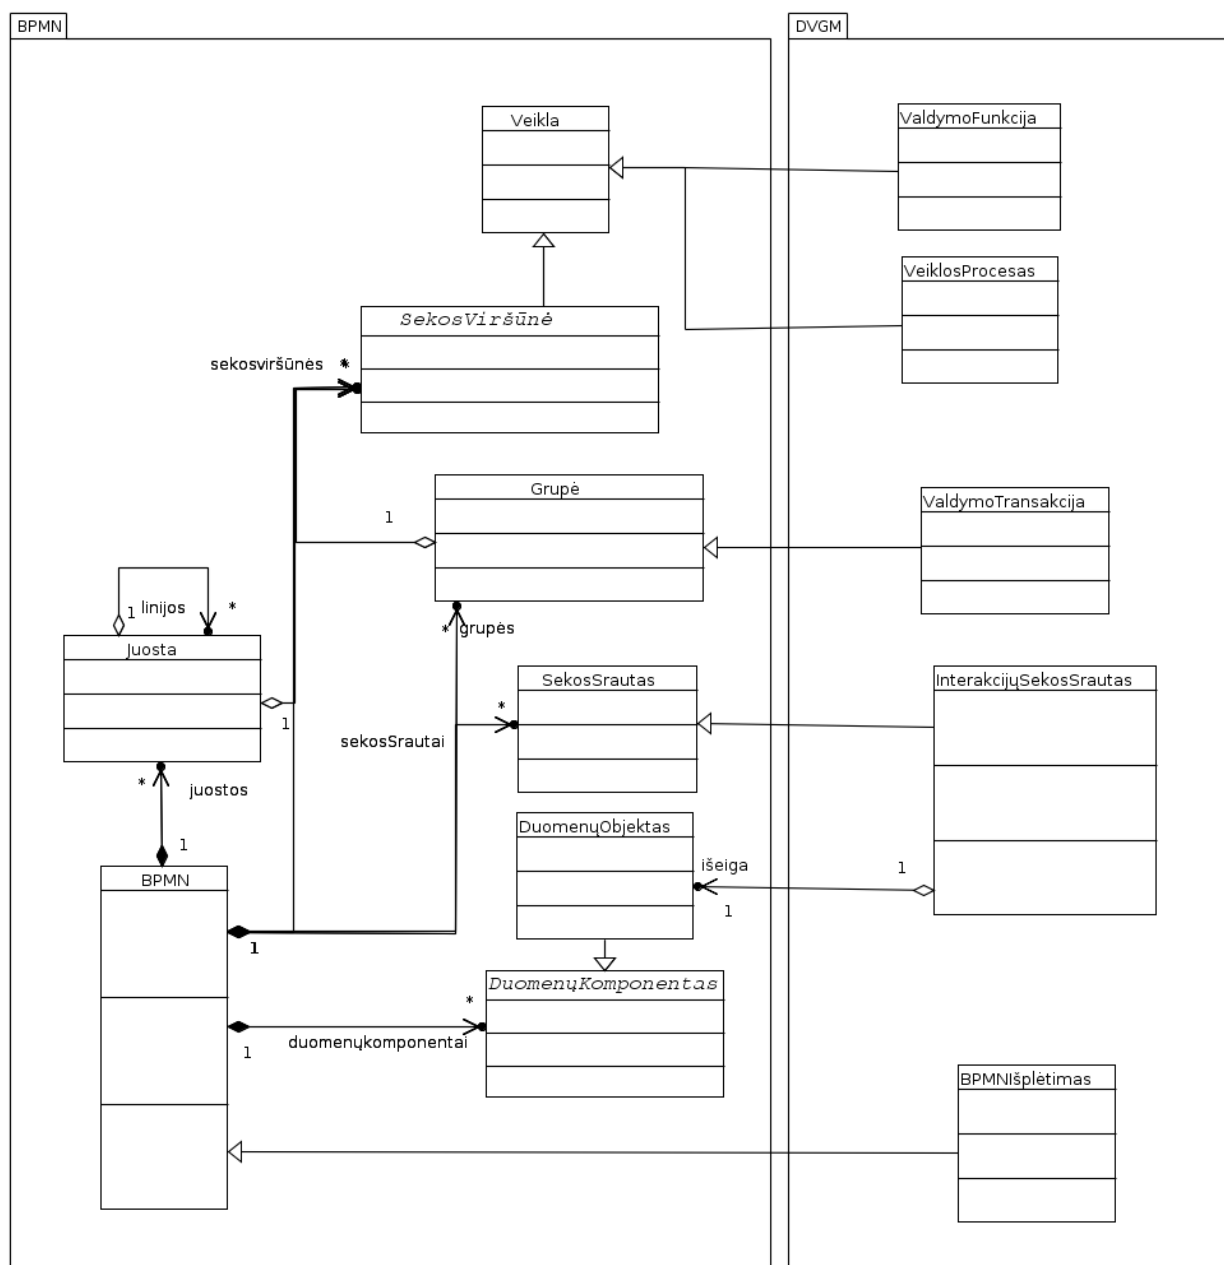 BPMN
DVGM
Veikla
ValdymoFunkcija
VeiklosProcesas
SekosViršūnė
sekosviršūnės
*
Grupė
1
ValdymoTransakcija
1
linijos
*
* grupės
Juosta
1
SekosSrautas
*
sekosSrautai
InterakcijųSekosSrautas
*
juostos
1
DuomenųObjektas
išeiga
1
1
BPMN
1
DuomenųKomponentas
*
1
duomenųkomponentai
BPMNIšplėtimas